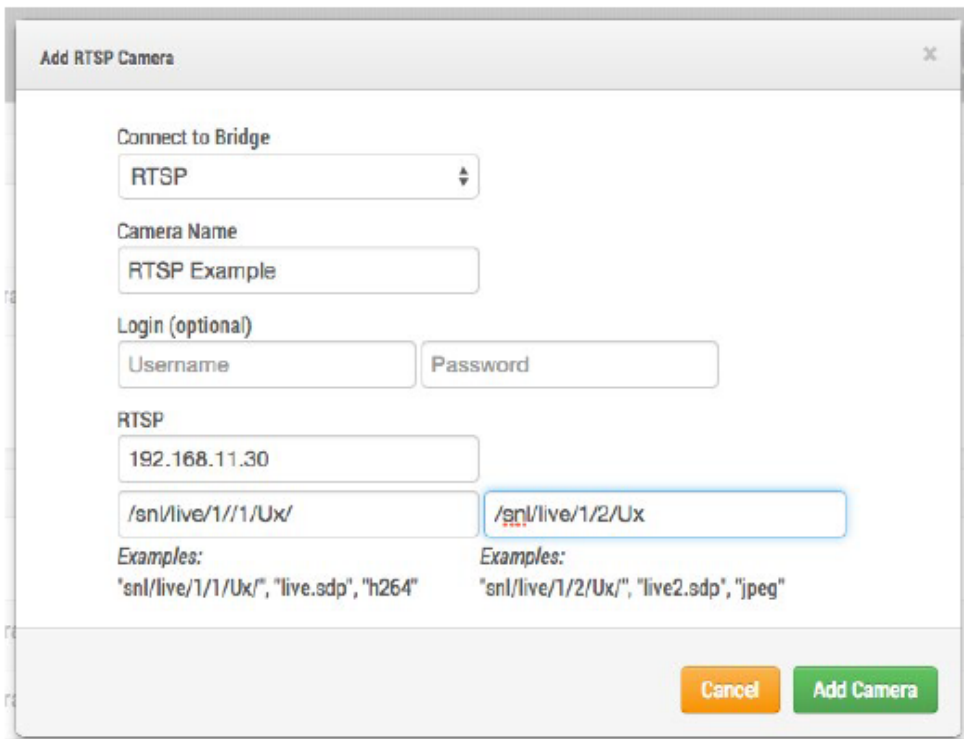 Add RTSP Camera ×
Connect to Bridge
RTSP
Camera Name
RTSP Example
Login (optional)
Username Password
RTSP
192.168.11.30
/snl/live/1//1/Ux/ /snl/live/1/2/Ux
Examples: Examples:
"snl/live/1/1/Ux/", "live.sdp", "h264" "snl/live/1/2/Ux/", "live2.sdp", "jpeg"
Cancel Add Camera